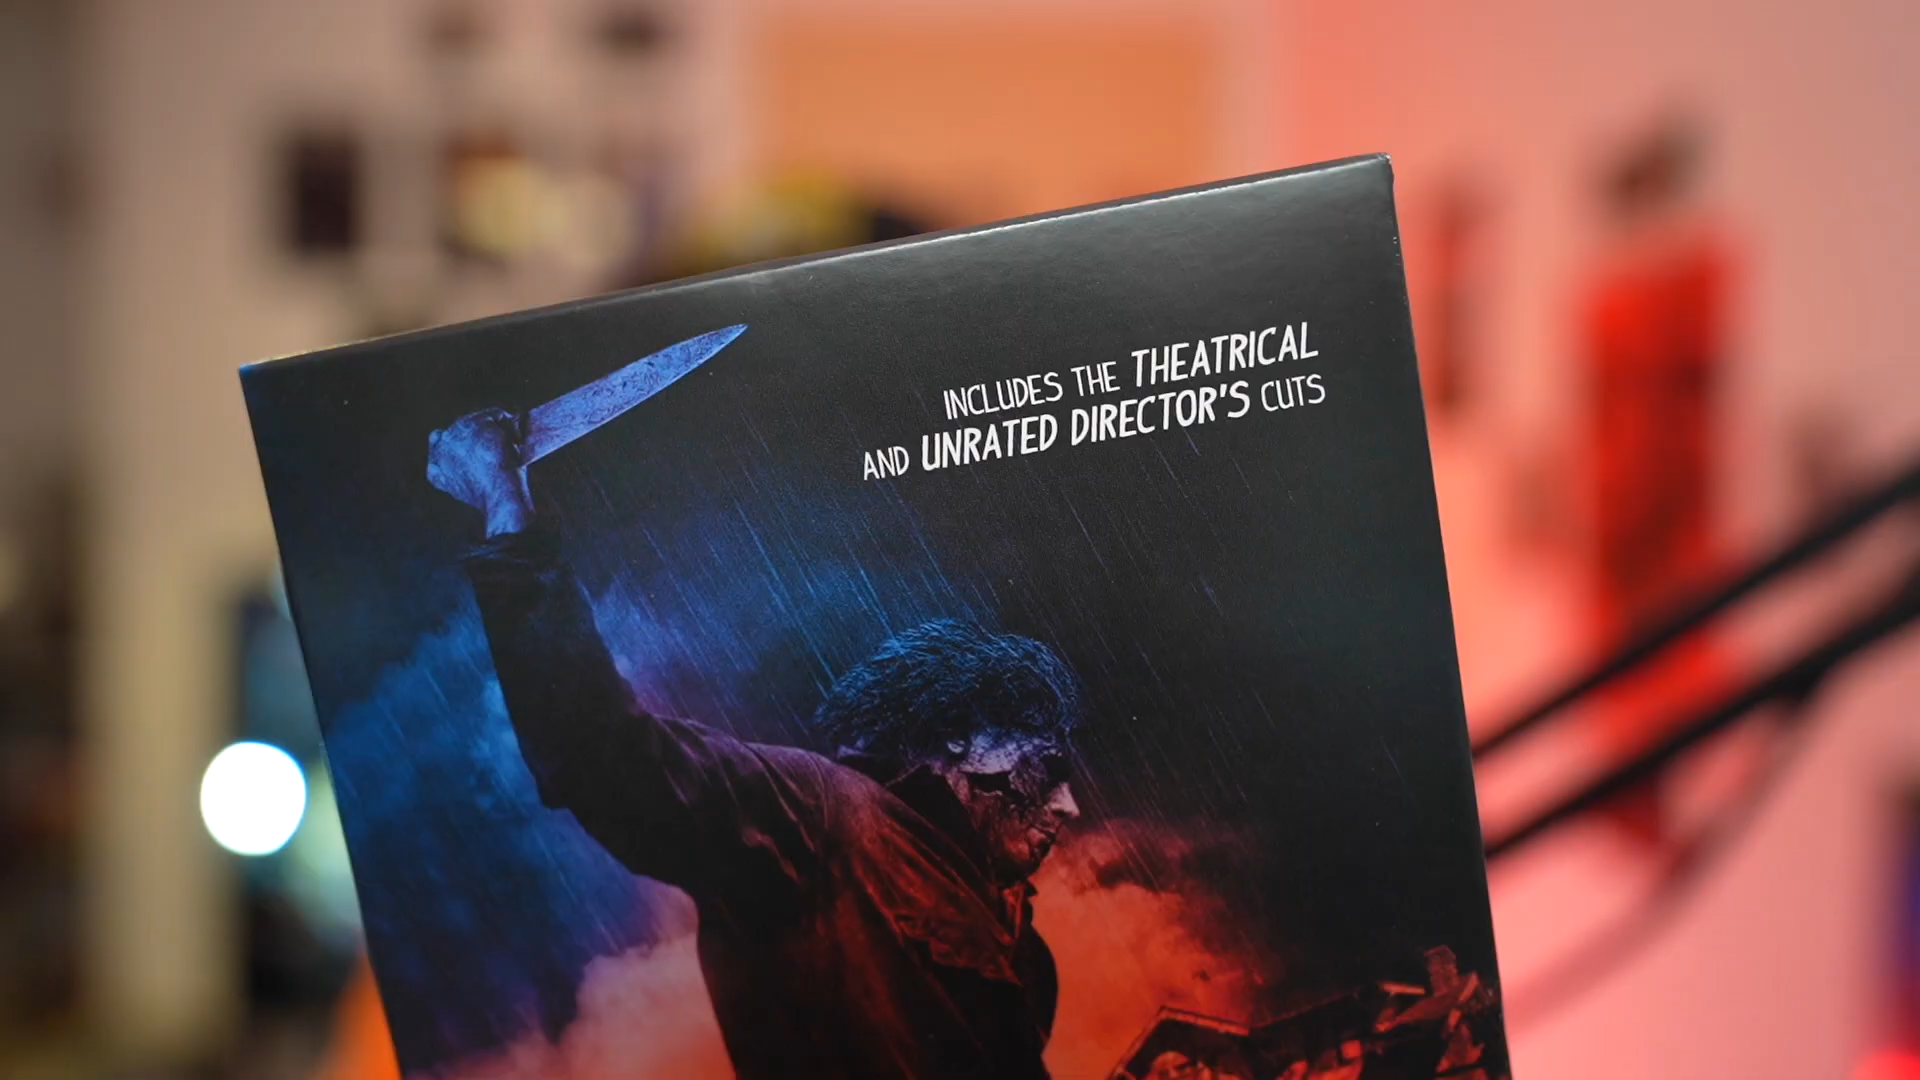 INCLUDES THE THEATRICAL
AND UNRATED DIRECTOR'S CUTS